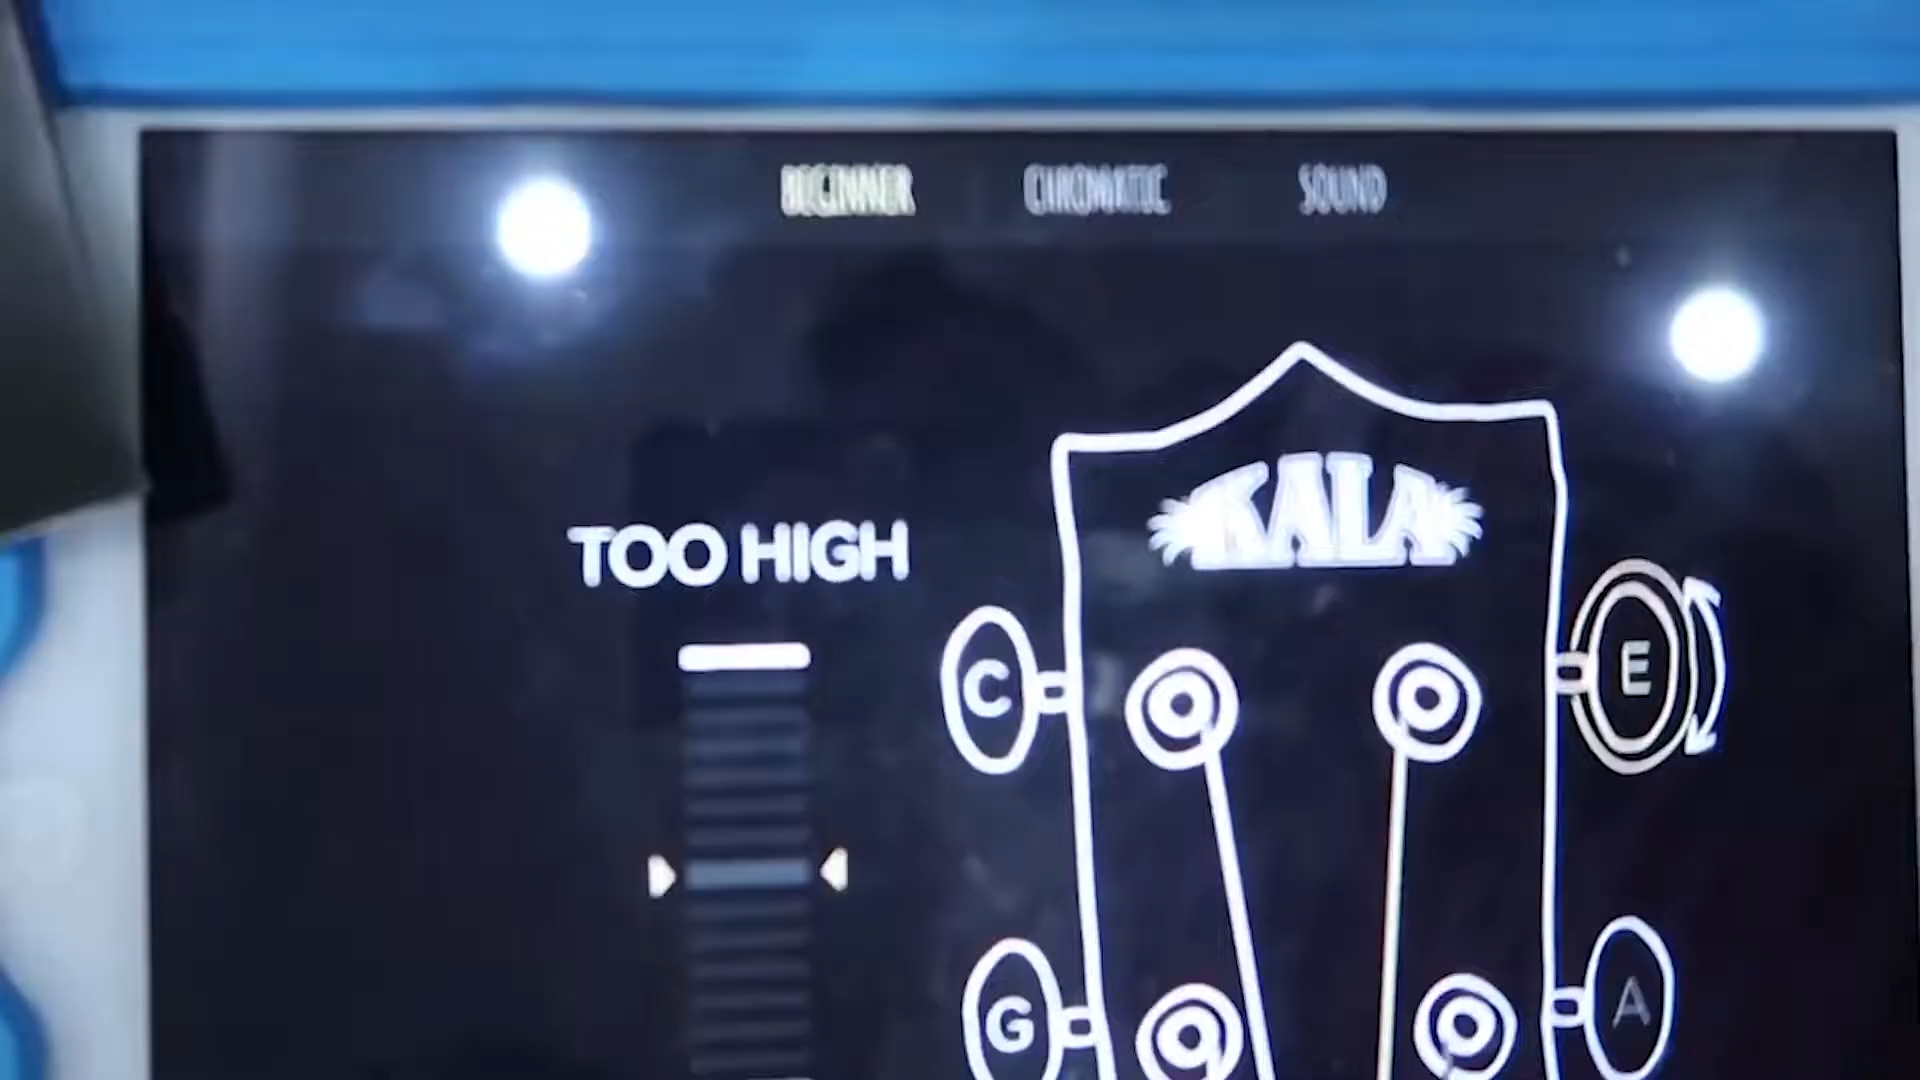 BEGINNER CHROMATIC SOUND
KALA
TOO HIGH
C E
G A